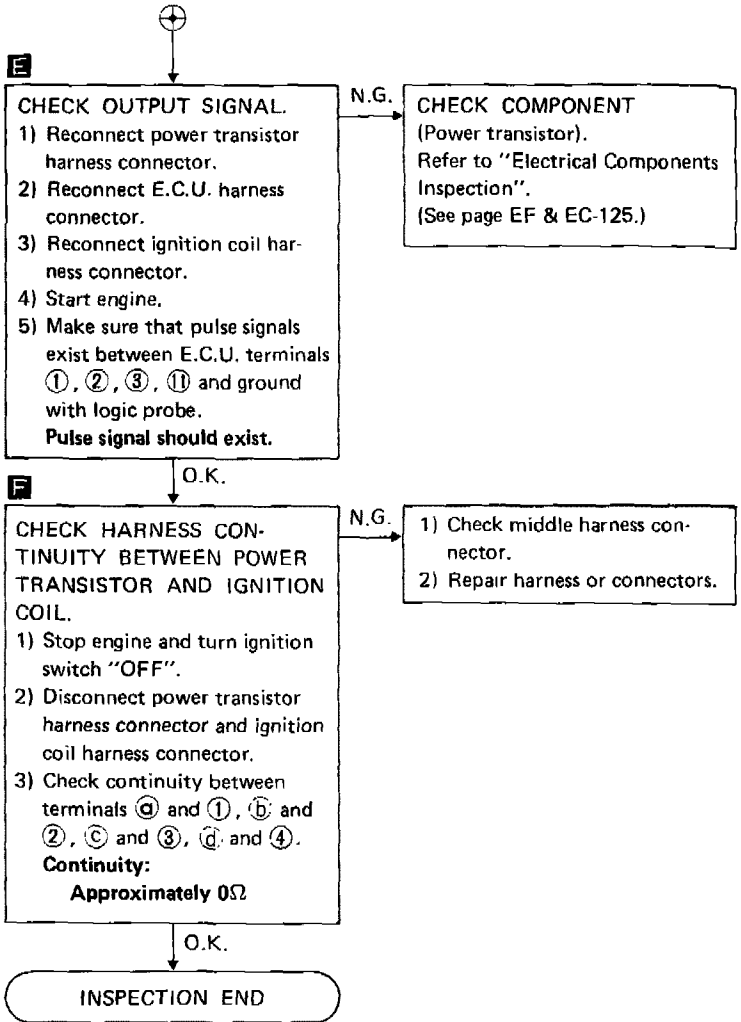 E
CHECK OUTPUT SIGNAL.
1) Reconnect power transistor
harness connector.
2) Reconnect E.C.U. harness
connector.
3) Reconnect ignition coil har-
ness connector.
4) Start engine.
5) Make sure that pulse signals
exist between E.C.U. terminals
①, ②, ③, ⑪ and ground
with logic probe.
Pulse signal should exist.
N.G.
CHECK COMPONENT
(Power transistor).
Refer to "Electrical Components
Inspection".
(See page EF & EC-125.)
O.K.
F
CHECK HARNESS CON-
TINUITY BETWEEN POWER
TRANSISTOR AND IGNITION
COIL.
1) Stop engine and turn ignition
switch "OFF".
2) Disconnect power transistor
harness connector and ignition
coil harness connector.
3) Check continuity between
terminals ⓐ and ①, ⓑ and
②, ⓒ and ③, ⓓ and ④.
Continuity:
Approximately 0Ω
N.G.
1) Check middle harness con-
nector.
2) Repair harness or connectors.
O.K.
INSPECTION END